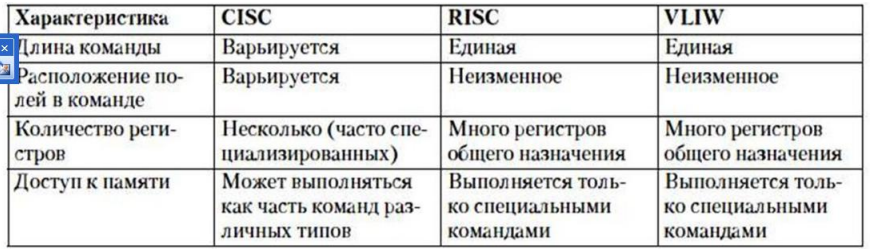 Характеристика CISC RISC VLIW
Длина команды Варьируется Единая Единая
Расположение по- Варьируется Неизменное Неизменное
лей в команде
Количество реги- Несколько (часто спе- Много регистров Много регистров
стров циализированных) общего назначения общего назначения
Доступ к памяти Может выполняться Выполняется толь- Выполняется толь-
как часть команд раз- ко специальными ко специальными
личных типов командами командами